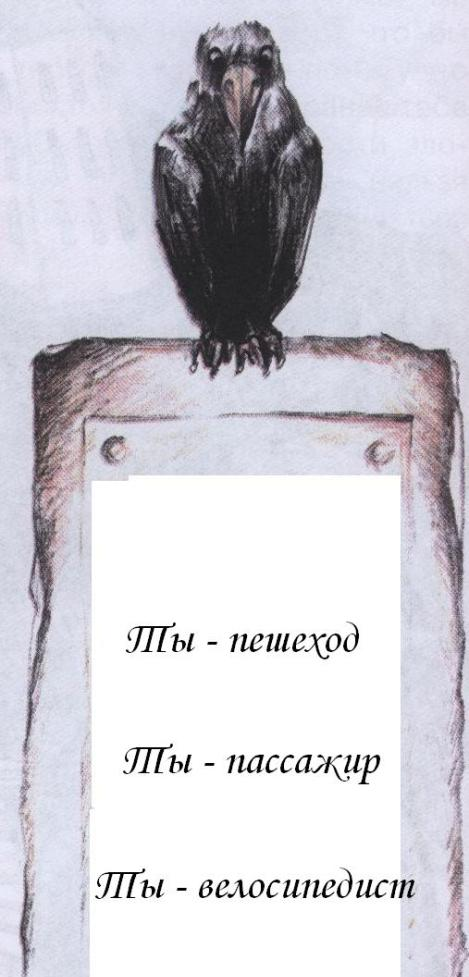 Ты - пешеход
Ты - пассажир
Ты - велосипедист